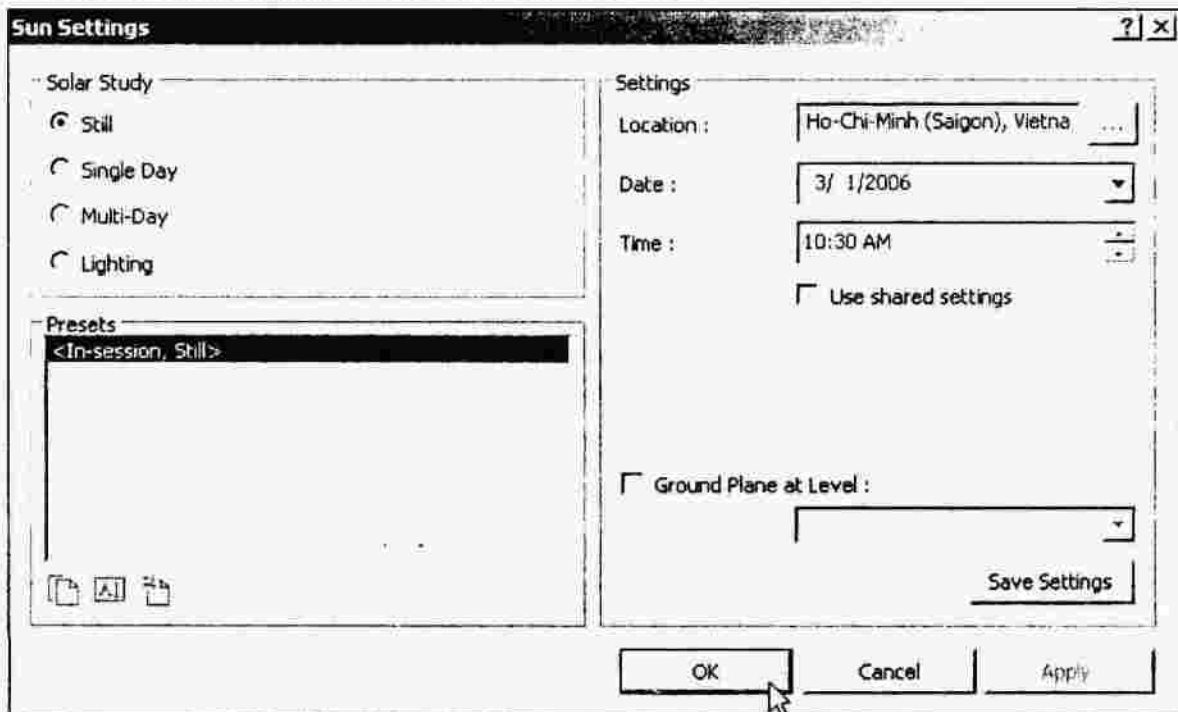 Sun Settings
Solar Study
Still
Single Day
Multi-Day
Lighting
Presets
<In-session, Still>
Settings
Location :
Ho-Chi-Minh (Saigon), Vietna
...
Date :
3/ 1/2006
Time :
10:30 AM
Use shared settings
Ground Plane at Level :
Save Settings
OK
Cancel
Apply